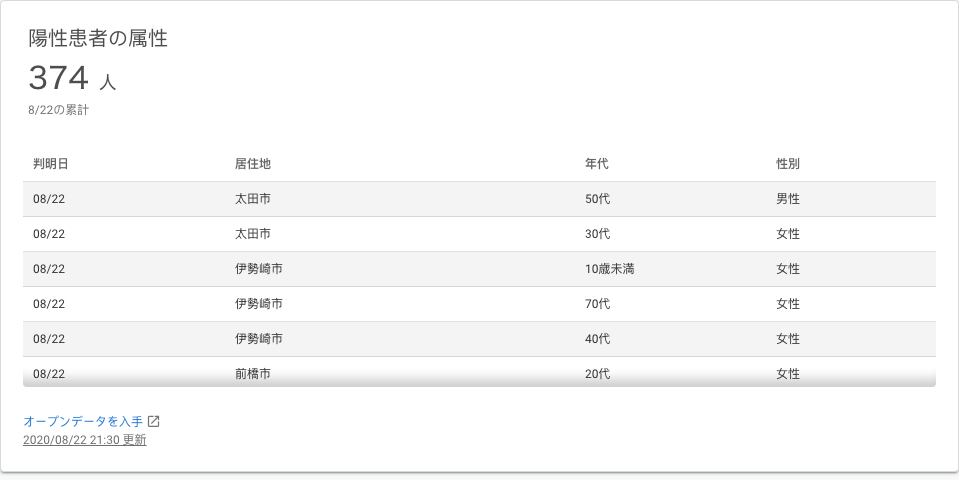 陽性患者の属性
374 人
8/22の累計
判明日 居住地 年代 性別
08/22 太田市 50代 男性
08/22 太田市 30代 女性
08/22 伊勢崎市 10歳未満 女性
08/22 伊勢崎市 70代 女性
08/22 伊勢崎市 40代 女性
08/22 前橋市 20代 女性
オープンデータを入手
2020/08/22 21:30 更新